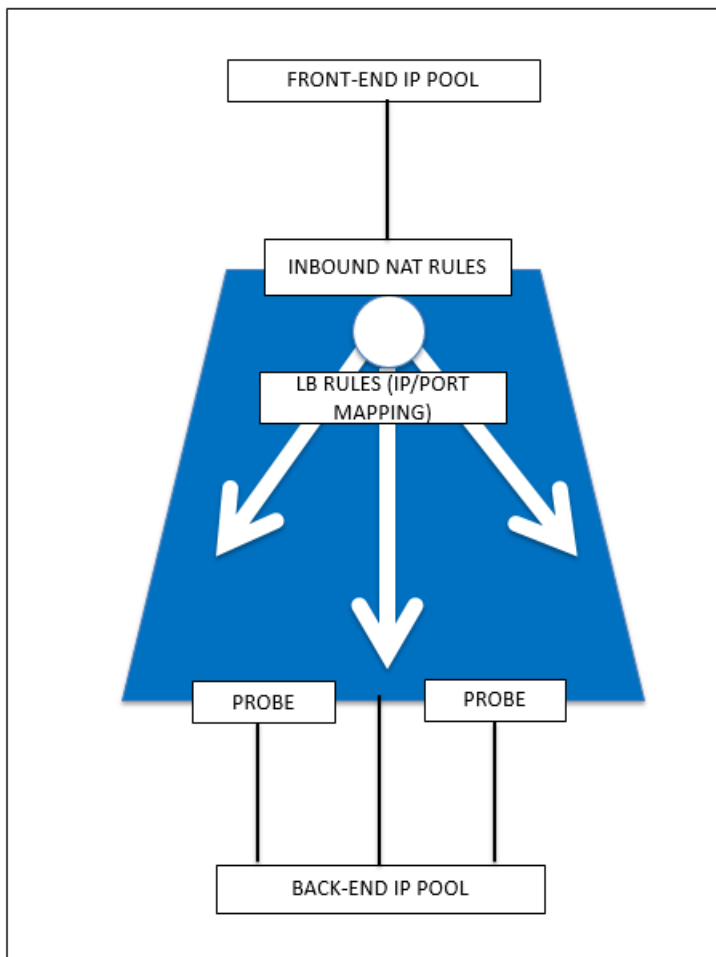 FRONT-END IP POOL
INBOUND NAT RULES
LB RULES (IP/PORT
MAPPING)
PROBE
PROBE
BACK-END IP POOL